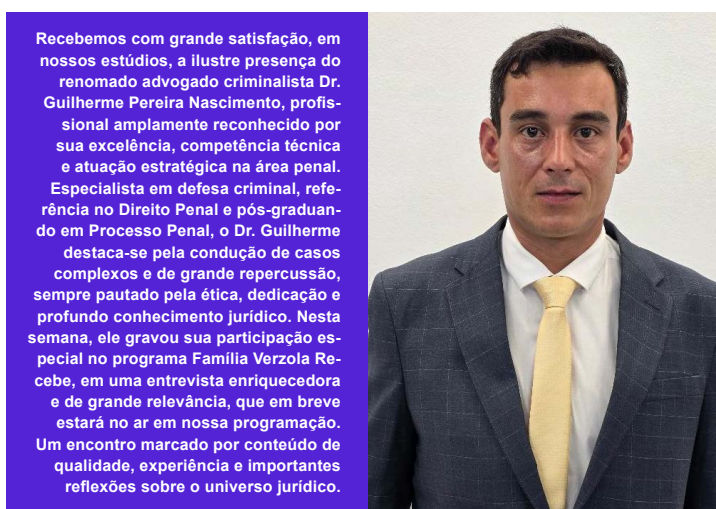 Recebemos com grande satisfação, em
nossos estúdios, a ilustre presença do
renomado advogado criminalista Dr.
Guilherme Pereira Nascimento, profis-
sional amplamente reconhecido por
sua excelência, competência técnica
e atuação estratégica na área penal.
Especialista em defesa criminal, refe-
rência no Direito Penal e pós-graduan-
do em Processo Penal, o Dr. Guilherme
destaca-se pela condução de casos
complexos e de grande repercussão,
sempre pautado pela ética, dedicação e
profundo conhecimento jurídico. Nesta
semana, ele gravou sua participação es-
pecial no programa Família Verzola Re-
cebe, em uma entrevista enriquecedora
e de grande relevância, que em breve
estará no ar em nossa programação.
Um encontro marcado por conteúdo de
qualidade, experiência e importantes
reflexões sobre o universo jurídico.